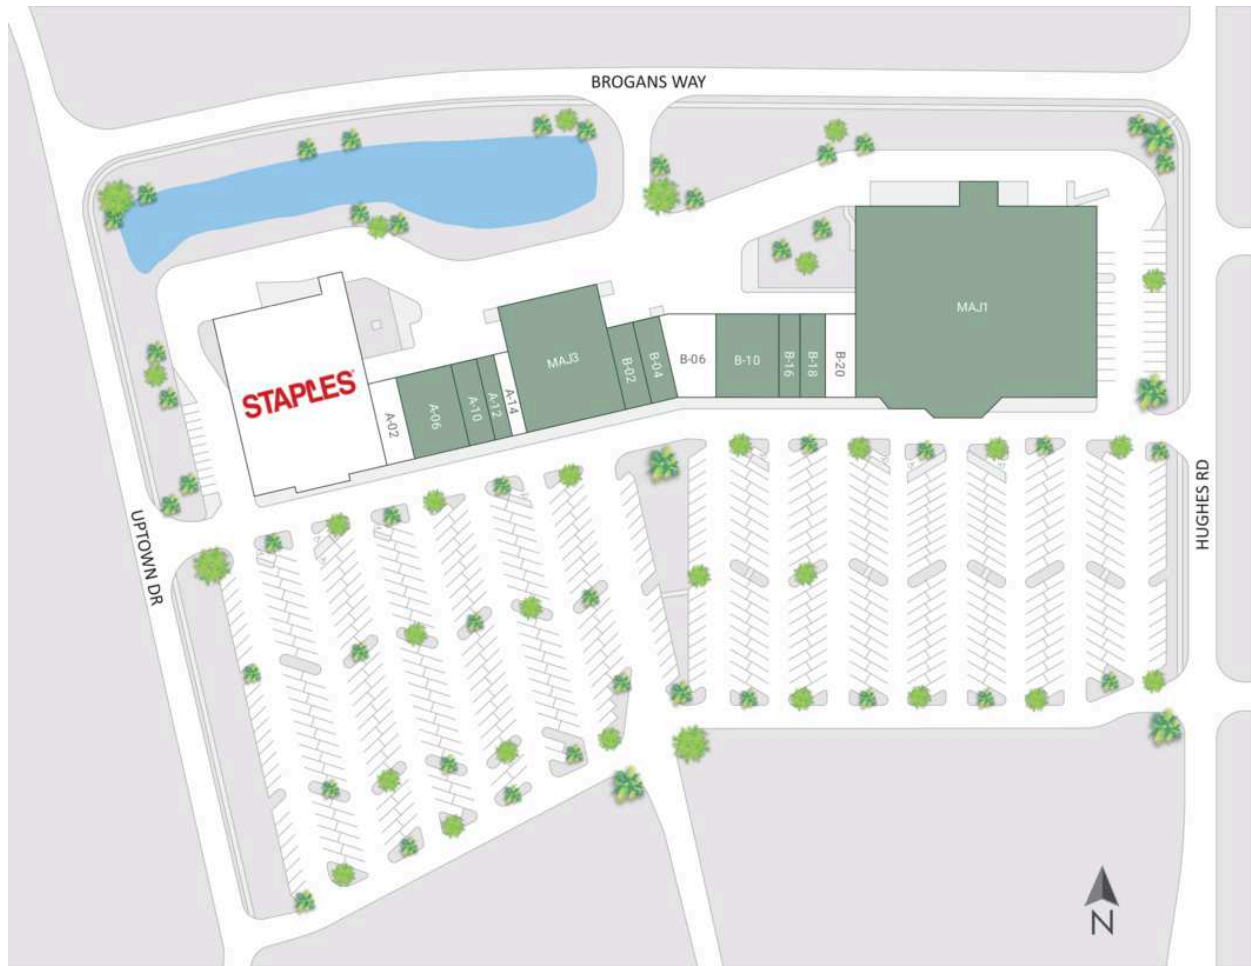 BROGANS WAY
STAPLES
A-02
A-06
A-10
A-12
A-14
MAJ3
B-02
B-04
B-06
B-10
B-16
B-18
B-20
MAJ1
UPTOWN DR
HUGHES RD
N